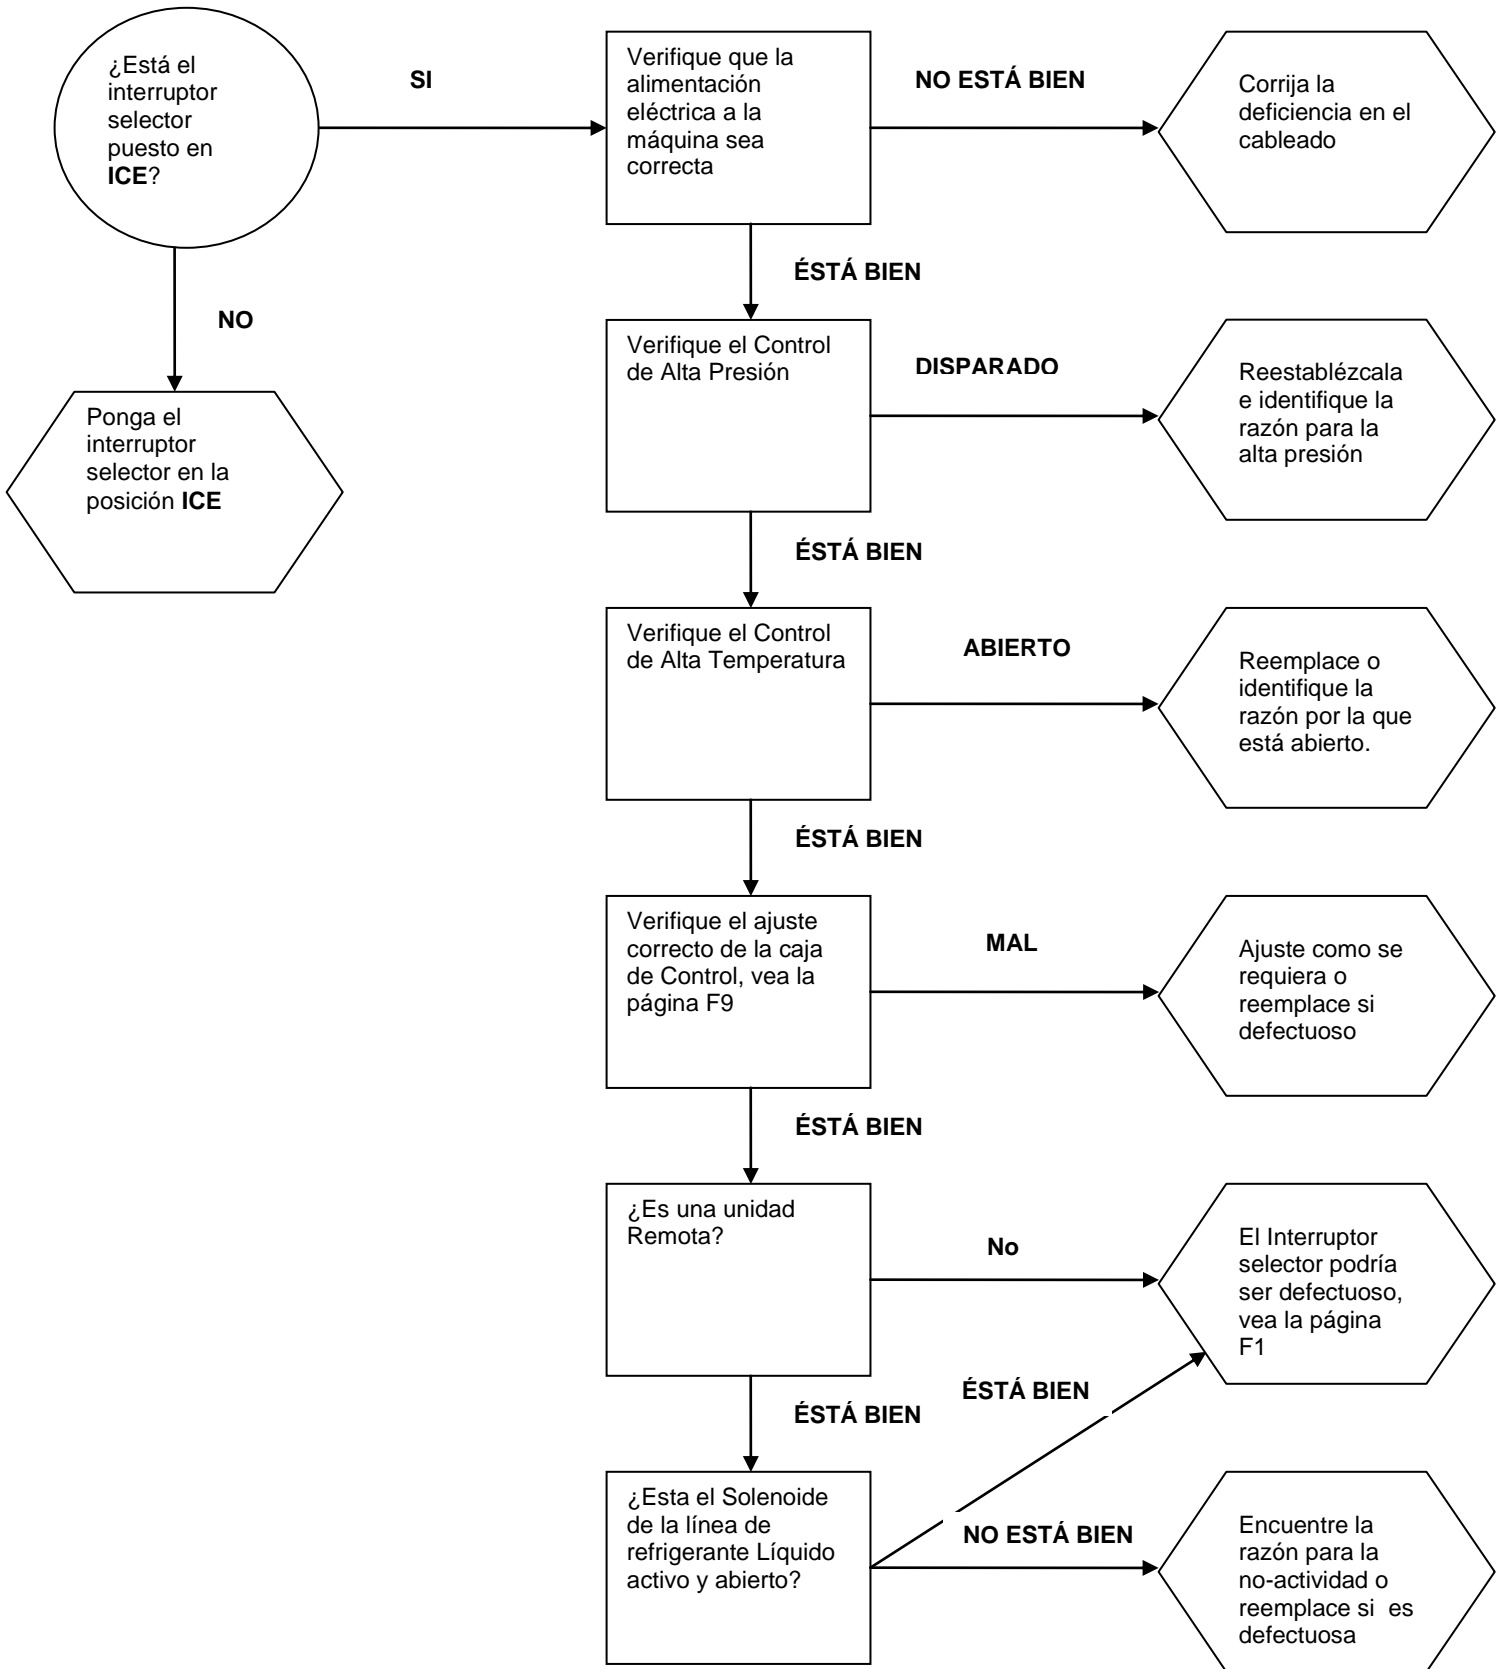 ¿Está el
interruptor
selector
puesto en
ICE?
SI
Verifique que la
alimentación
eléctrica a la
máquina sea
correcta
NO ESTÁ BIEN
Corrija la
deficiencia en el
cableado
ÉSTÁ BIEN
NO
Ponga el
interruptor
selector en la
posición ICE
Verifique el Control
de Alta Presión
DISPARADO
Reestablézcala
e identifique la
razón para la
alta presión
ÉSTÁ BIEN
Verifique el Control
de Alta Temperatura
ABIERTO
Reemplace o
identifique la
razón por la que
está abierto.
ÉSTÁ BIEN
Verifique el ajuste
correcto de la caja
de Control, vea la
página F9
MAL
Ajuste como se
requiera o
reemplace si
defectuoso
ÉSTÁ BIEN
¿Es una unidad
Remota?
No
El Interruptor
selector podría
ser defectuoso,
vea la página
F1
ÉSTÁ BIEN
ÉSTÁ BIEN
¿Esta el Solenoide
de la línea de
refrigerante Líquido
activo y abierto?
NO ESTÁ BIEN
Encuentre la
razón para la
no-actividad o
reemplace si  es
defectuosa